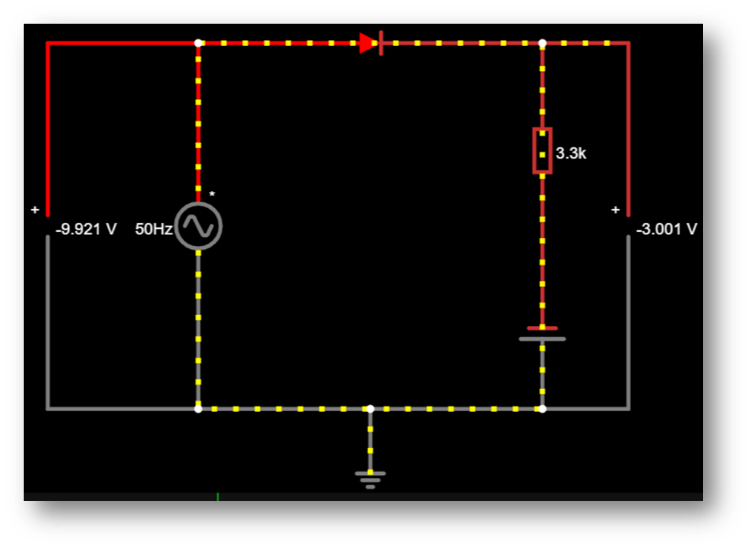 3.3k
*
+
+
-9.921 V
50Hz
-3.001 V